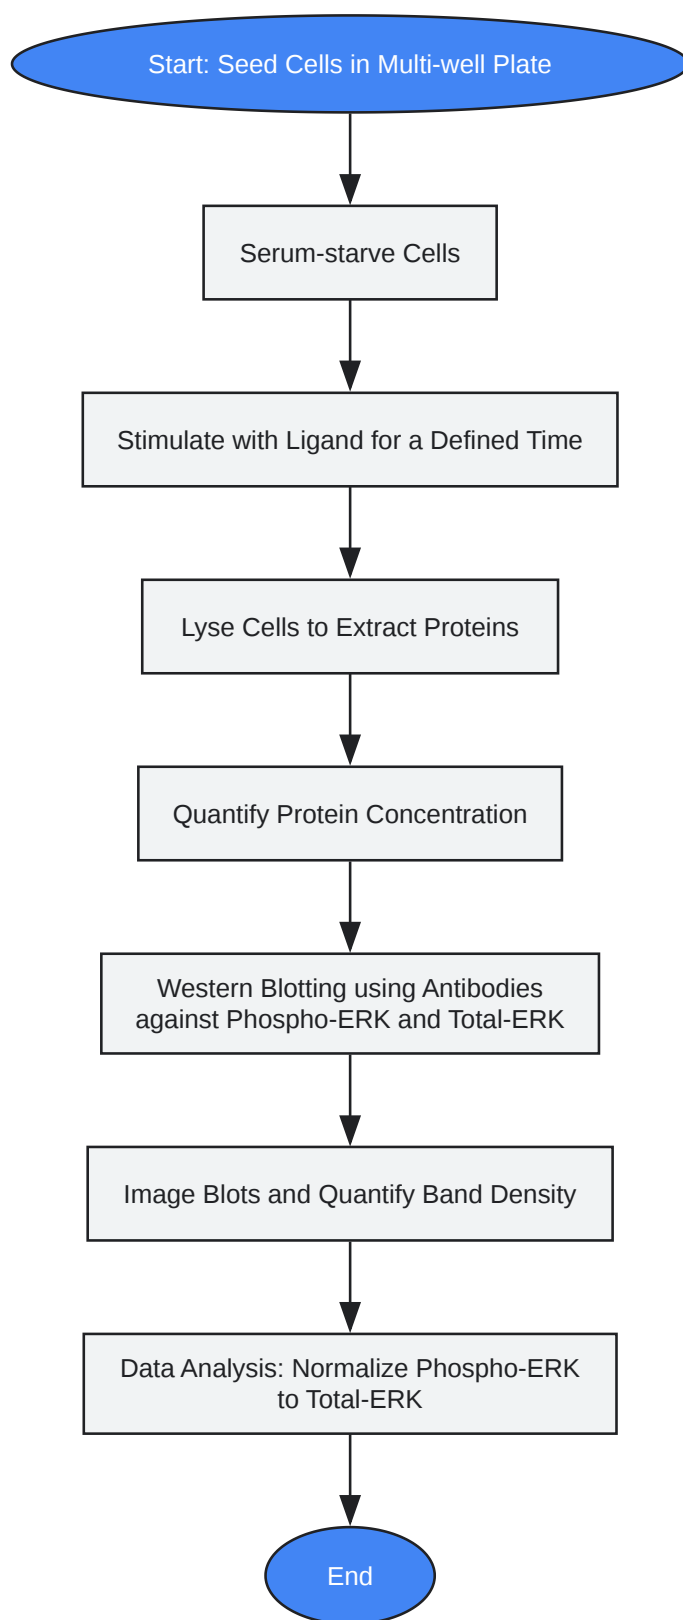 Start: Seed Cells in Multi-well Plate
Serum-starve Cells
Stimulate with Ligand for a Defined Time
Lyse Cells to Extract Proteins
Quantify Protein Concentration
Western Blotting using Antibodies
against Phospho-ERK and Total-ERK
Image Blots and Quantify Band Density
Data Analysis: Normalize Phospho-ERK
to Total-ERK
End